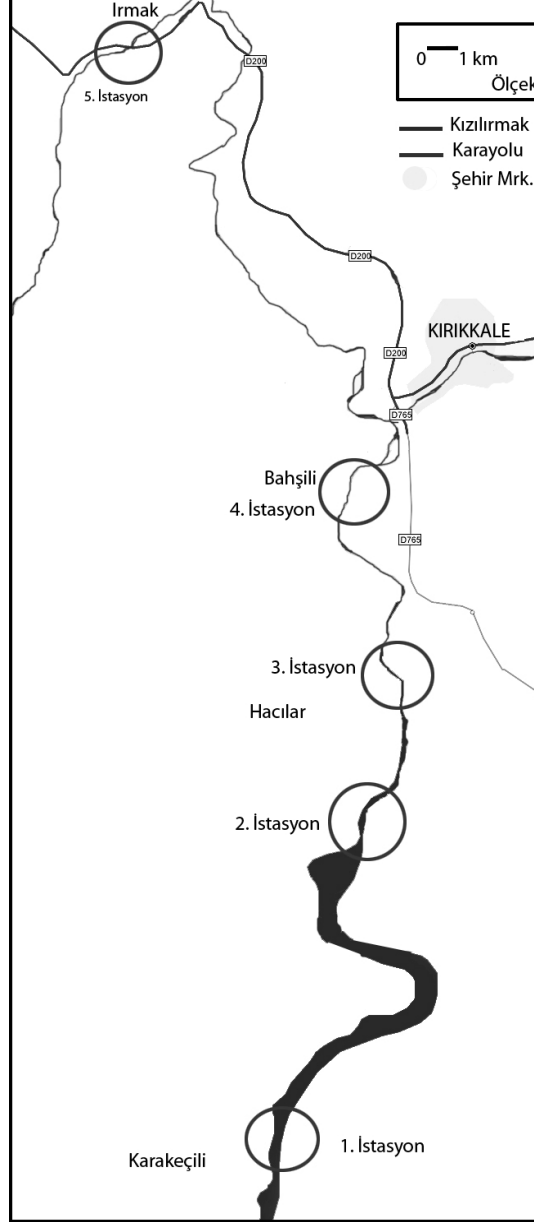 Irmak
5. İstasyon
D200
0 1 km
Ölçek
Kızılırmak
Karayolu
Şehir Mrk.
D200
KIRIKKALE
D200
D765
Bahşili
4. İstasyon
D765
3. İstasyon
Hacılar
2. İstasyon
1. İstasyon
Karakeçili